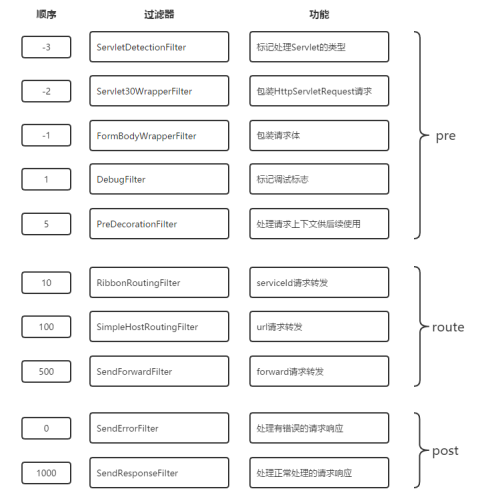 顺序 过滤器 功能
-3 ServletDetectionFilter 标记处理Servlet的类型
-2 Servlet30WrapperFilter 包装HttpServletRequest请求
-1 FormBodyWrapperFilter 包装请求体
pre
1 DebugFilter 标记调试标志
5 PreDecorationFilter 处理请求上下文供后续使用
10 RibbonRoutingFilter serviceId请求转发
100 SimpleHostRoutingFilter url请求转发
route
500 SendForwardFilter forward请求转发
0 SendErrorFilter 处理有错误的请求响应
post
1000 SendResponseFilter 处理正常处理的请求响应